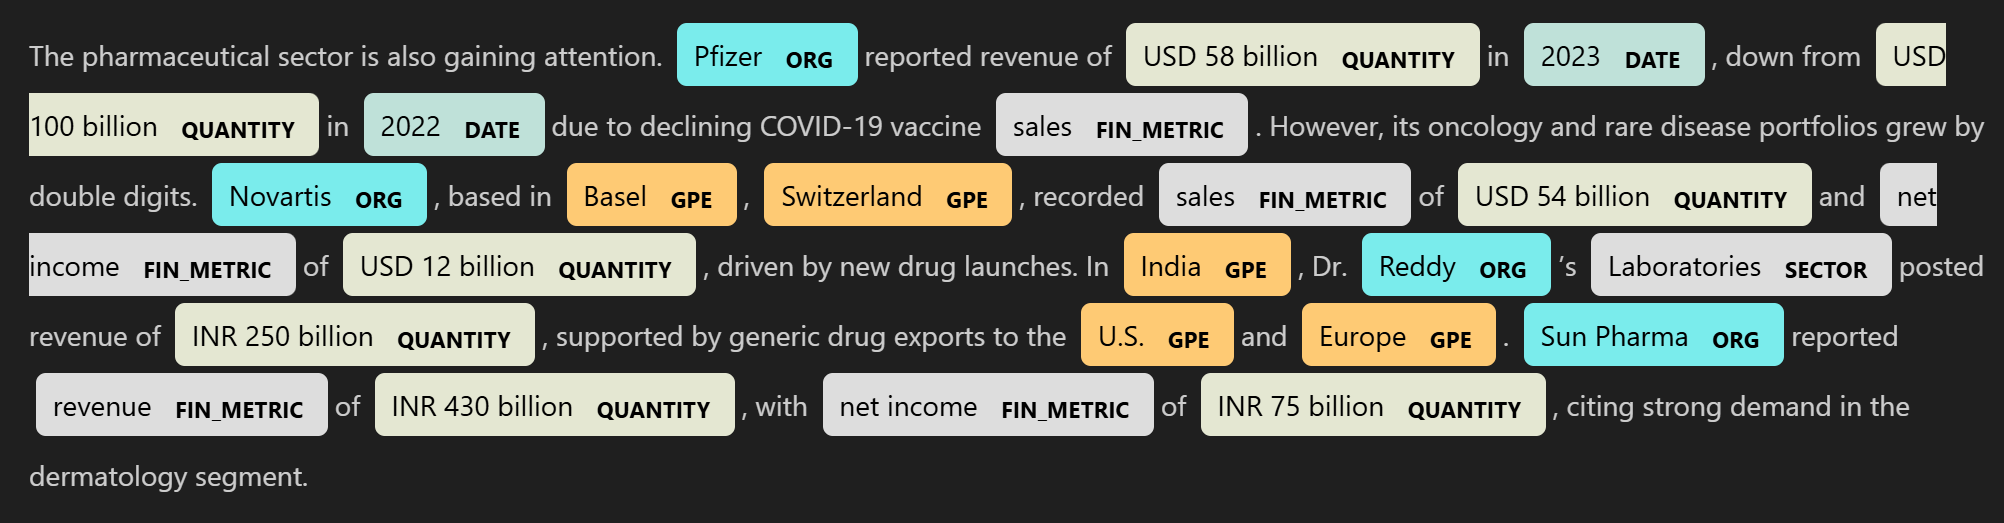 The pharmaceutical sector is also gaining attention. Pfizer ORG reported revenue of USD 58 billion QUANTITY in 2023 DATE , down from USD
100 billion QUANTITY in 2022 DATE due to declining COVID-19 vaccine sales FIN_METRIC . However, its oncology and rare disease portfolios grew by
double digits. Novartis ORG , based in Basel GPE , Switzerland GPE , recorded sales FIN_METRIC of USD 54 billion QUANTITY and net
income FIN_METRIC of USD 12 billion QUANTITY , driven by new drug launches. In India GPE , Dr. Reddy ORG ’s Laboratories SECTOR posted
revenue of INR 250 billion QUANTITY , supported by generic drug exports to the U.S. GPE and Europe GPE . Sun Pharma ORG reported
revenue FIN_METRIC of INR 430 billion QUANTITY , with net income FIN_METRIC of INR 75 billion QUANTITY , citing strong demand in the
dermatology segment.